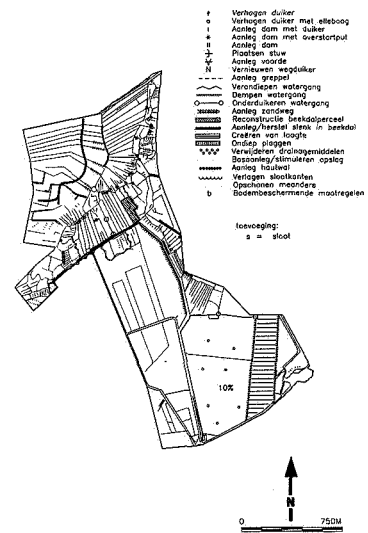 Verhogen duiker
Verhogen duiker met elleboog
Aanleg dam met duiker
Aanleg dam met overstortput
Aanleg dam
Plaatsen stuw
Aanleg voorde
N Vernieuwen wegduiker
Aanleg greppel
Verondiepen watergang
Dempen watergang
Onderduikeren watergang
Aanleg zandweg
Reconstructie beekdalperceel
Aanleg/herstel slenk in beekdal
Creëren van laagte
Ondiep plaggen
Verwijderen drainagemiddelen
Bosaanleg/stimuleren opslag
Aanleg houtwal
Verlagen slootkanten
Opschonen meanders
b Bodembeschermende maatregelen
toevoeging:
s = sloot
10%
N
0 750M